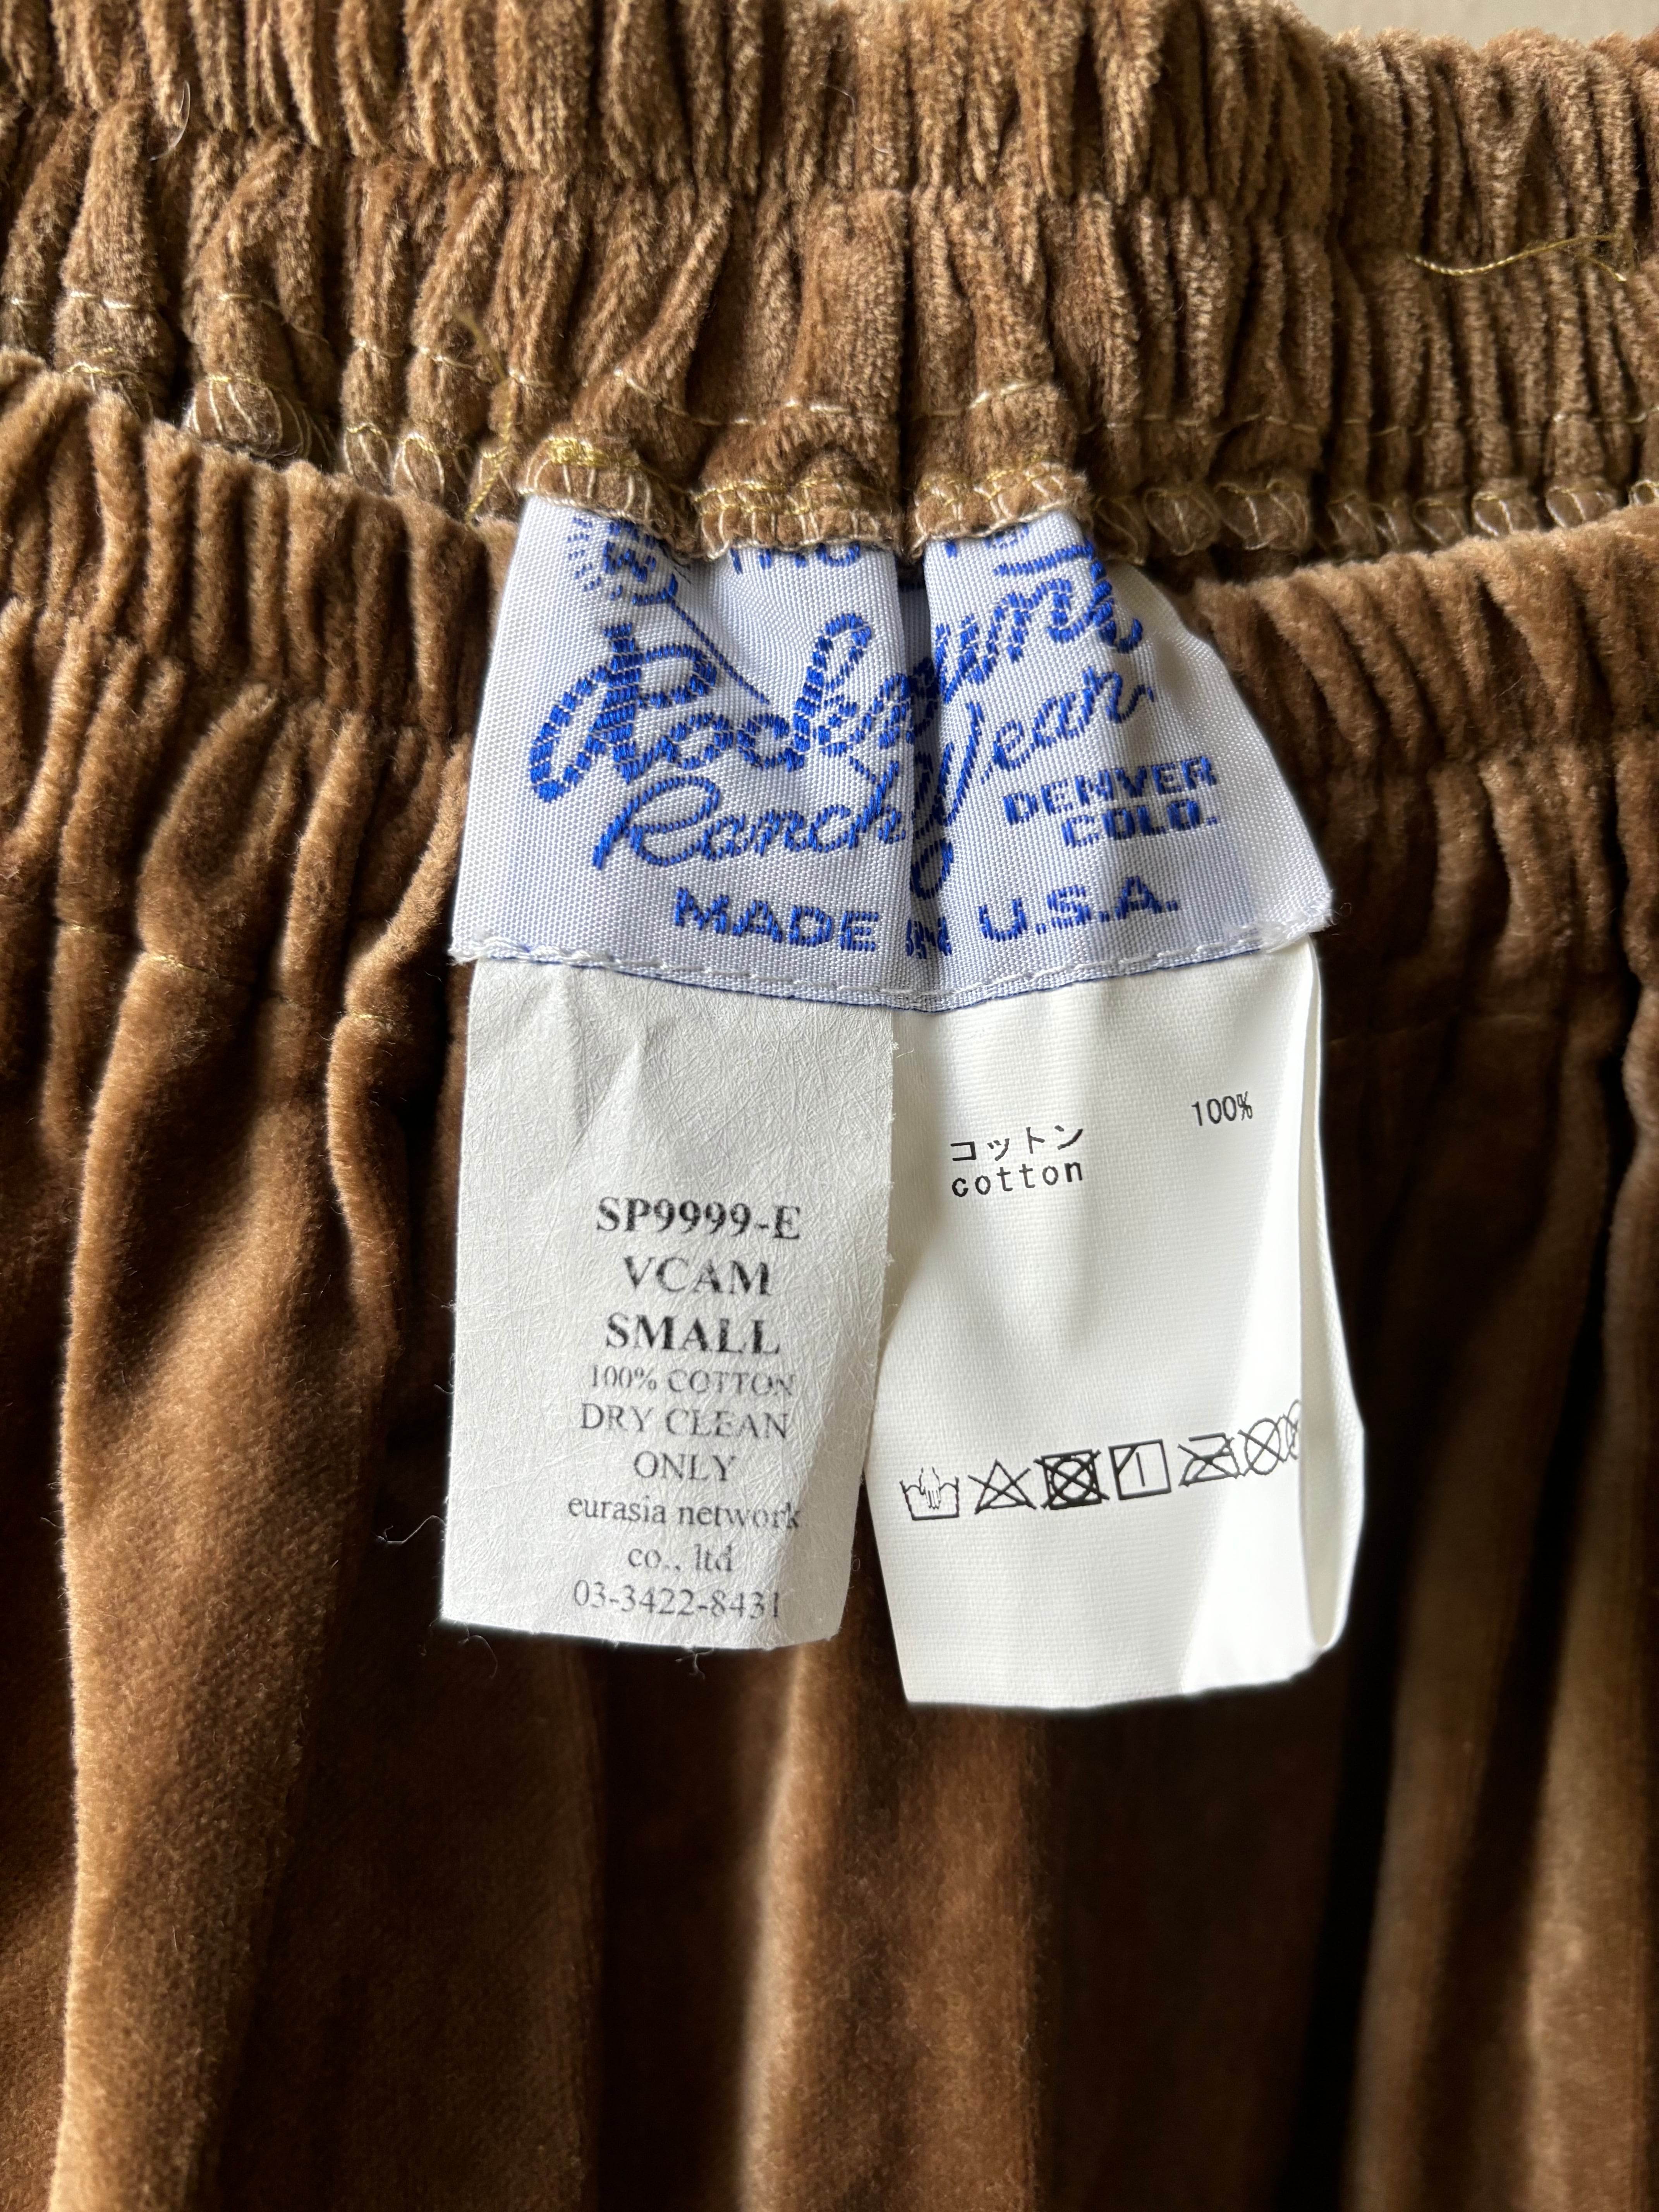 Rockmount
Ranch Wear
DENVER
COLO.
MADE IN U.S.A.
SP9999-E
VCAM
SMALL
100% COTTON
DRY CLEAN
ONLY
eurasia network
co., ltd
03-3422-8431
100%
コットン
cotton